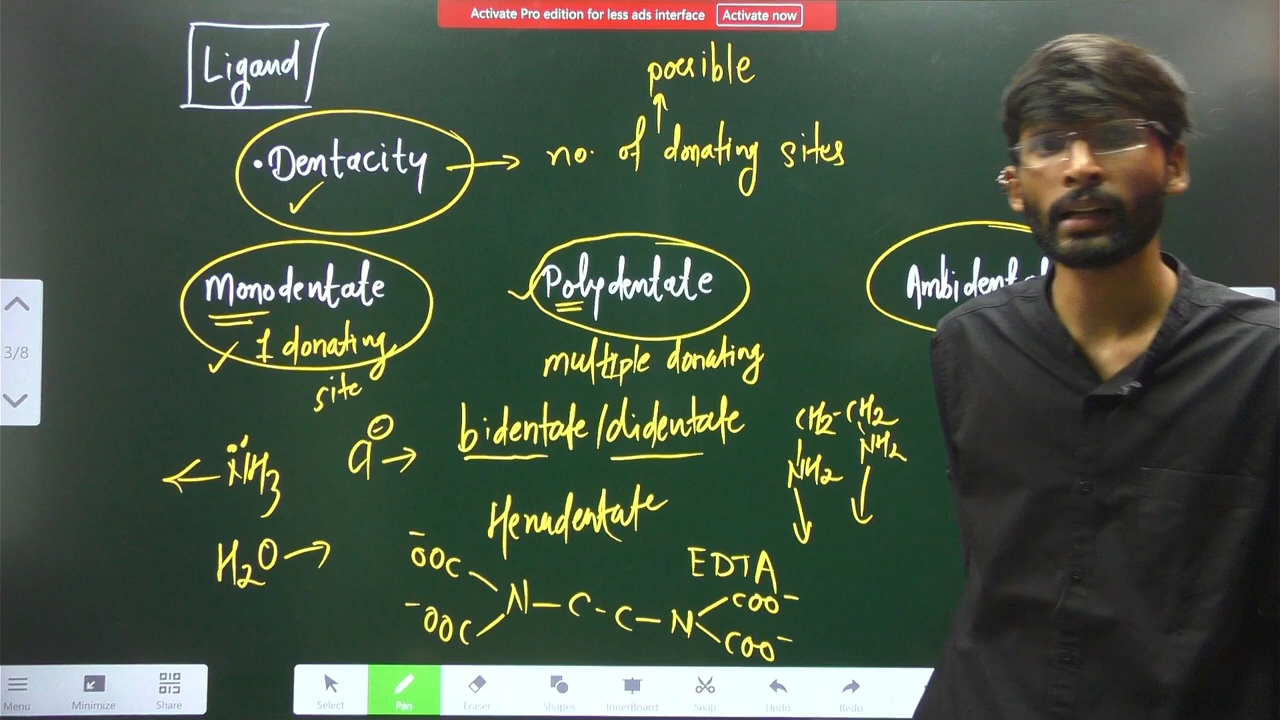 Activate Pro edition for less ads interface Activate now
Ligand
possible
• Dentacity → no. of donating sites
Monodentate
Polydentate
1 donating
site
multiple donating
bidentate/didentate
CH2-CH2
NH2
NH2
NH3
Cl⊖ →
Hexadentate
H2O →
EDTA
-OOC
-OOC
N-C-C-N
COO-
COO-
3/8
Menu
Minimize
Share
Select
Pen
Eraser
Shapes
InnerBoard
Snap
Undo
Redo